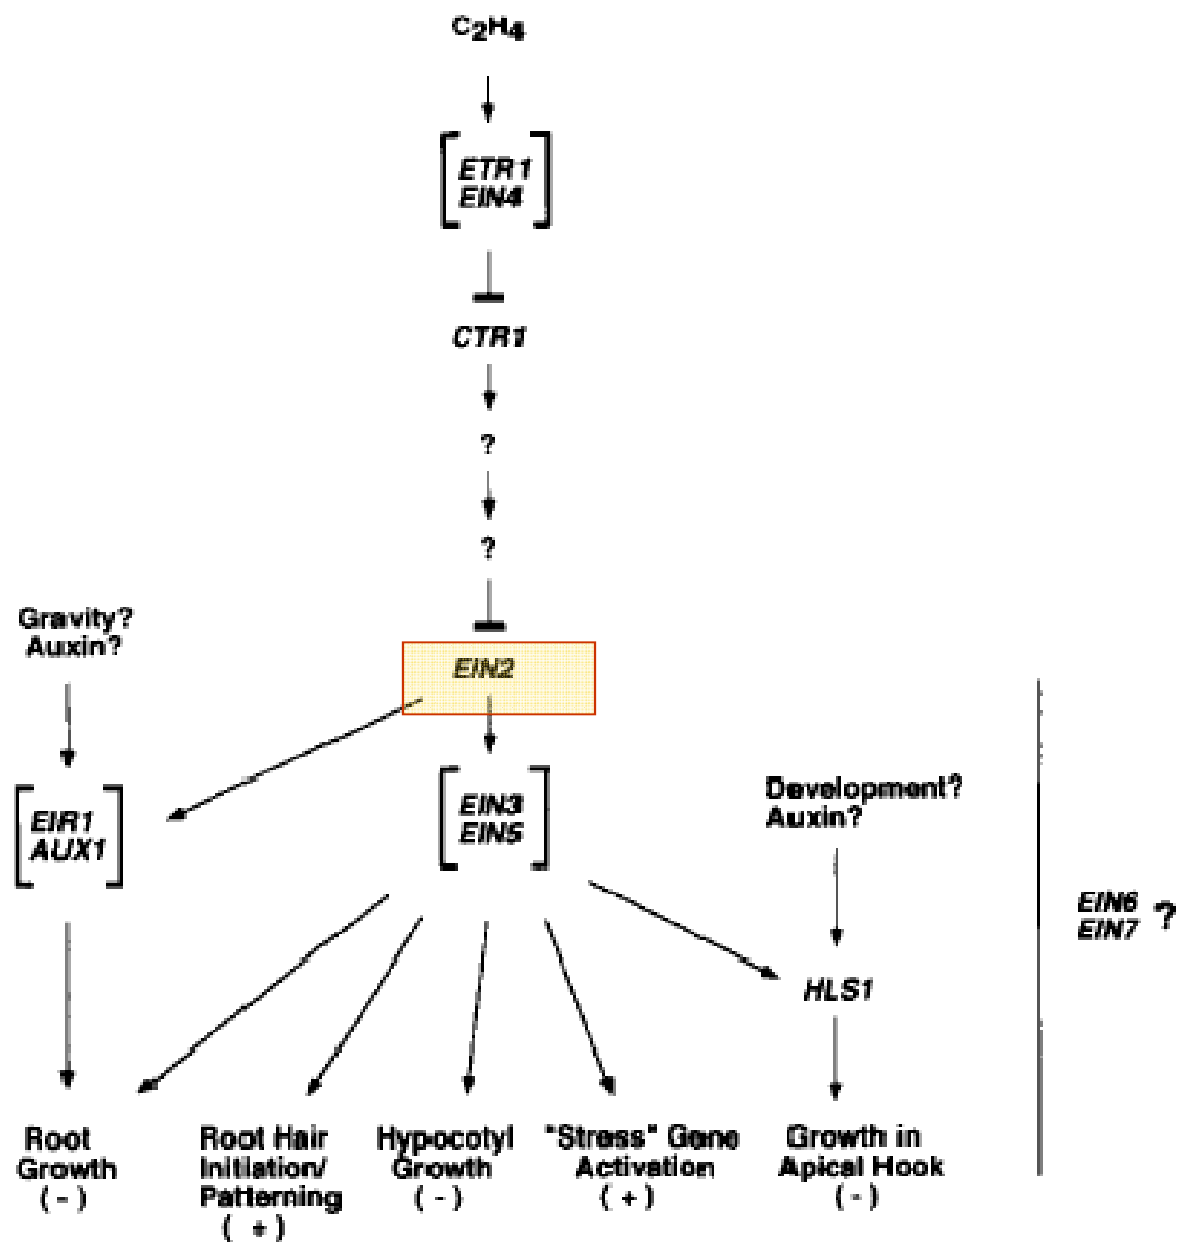 C2H4
ETR1
EIN4
CTR1
?
?
Gravity?
Auxin?
EIN2
EIR1
AUX1
EIN3
EIN5
Development?
Auxin?
EIN6
EIN7 ?
HLS1
Root
Growth
(-)
Root Hair
Initiation/
Patterning
(+)
Hypocotyl
Growth
(-)
"Stress" Gene
Activation
(+)
Growth in
Apical Hook
(-)